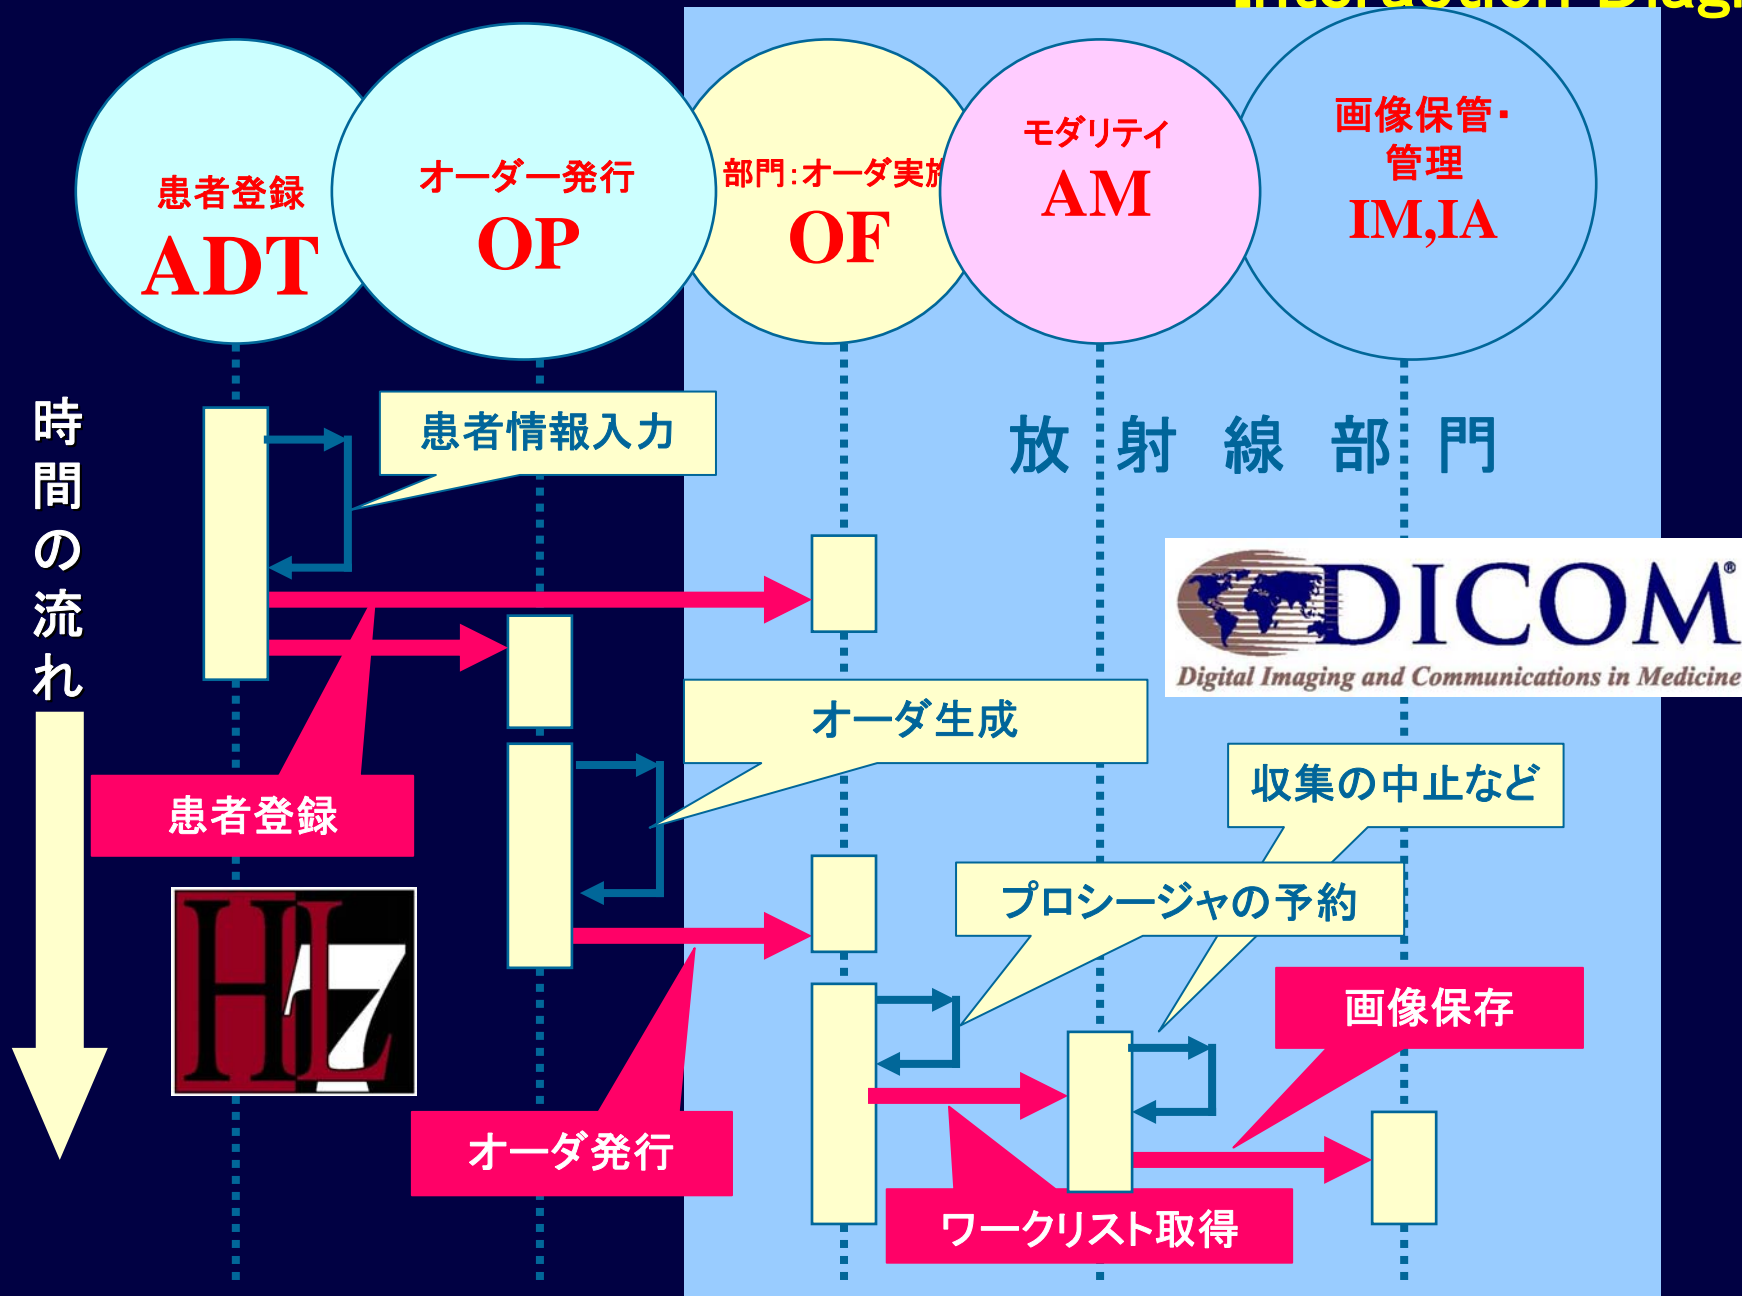 Interaction Diag
患者登録
ADT
オーダー発行
OP
部門:オーダ実施
OF
モダリティ
AM
画像保管・
管理
IM,IA
時間の流れ
患者情報入力
放射線部門
DICOM®
Digital Imaging and Communications in Medicine
オーダ生成
収集の中止など
患者登録
プロシージャの予約
HL7
画像保存
オーダ発行
ワークリスト取得